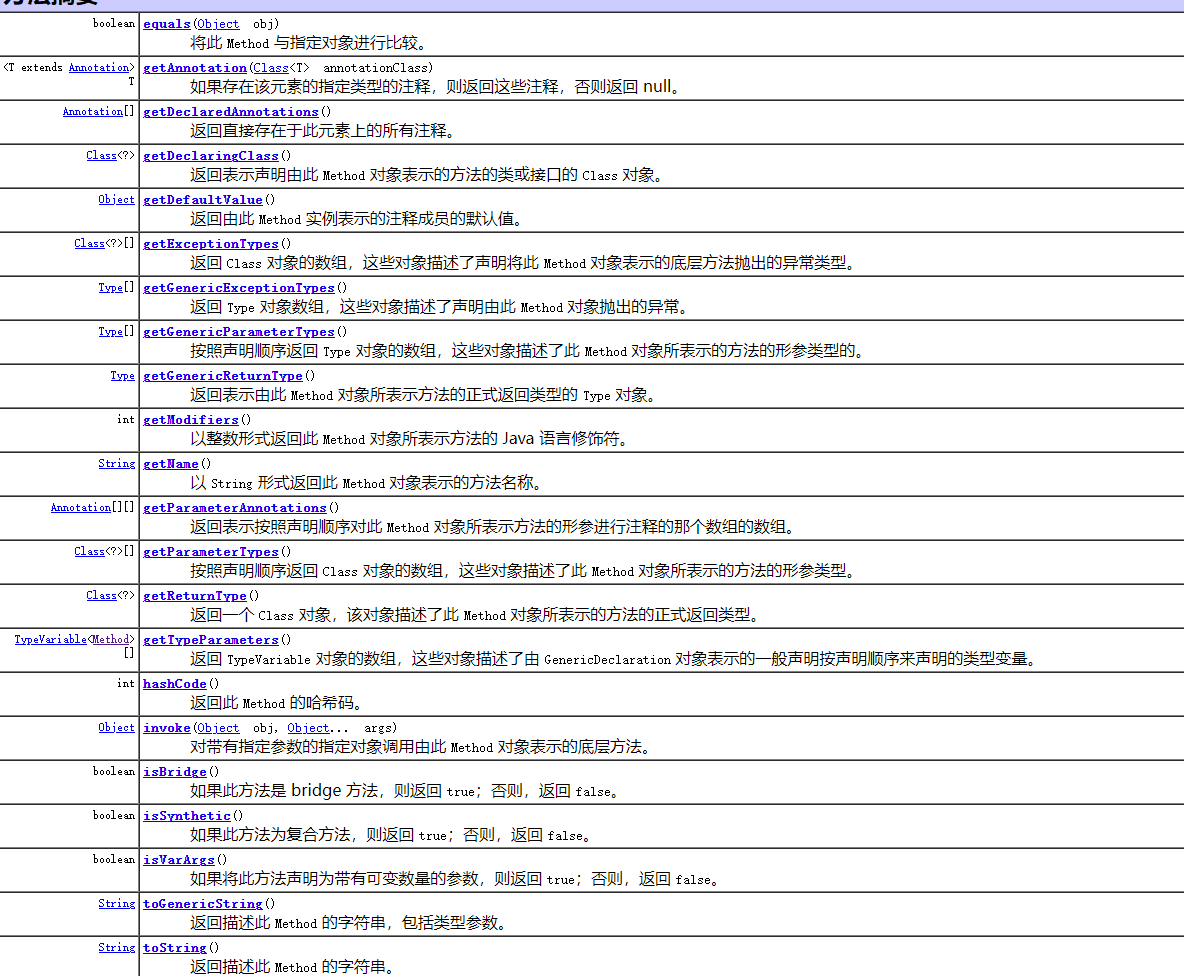 方法摘要
boolean equals(Object obj)
将此 Method 与指定对象进行比较。
<T extends Annotation> getAnnotation(Class<T> annotationClass)
T
如果存在该元素的指定类型的注释，则返回这些注释，否则返回 null。
Annotation[] getDeclaredAnnotations()
返回直接存在于此元素上的所有注释。
Class<?> getDeclaringClass()
返回表示声明由此 Method 对象表示的方法的类或接口的 Class 对象。
Object getDefaultValue()
返回由此 Method 实例表示的注释成员的默认值。
Class<?>[] getExceptionTypes()
返回 Class 对象的数组，这些对象描述了声明将此 Method 对象表示的底层方法抛出的异常类型。
Type[] getGenericExceptionTypes()
返回 Type 对象数组，这些对象描述了声明由此 Method 对象抛出的异常。
Type[] getGenericParameterTypes()
按照声明顺序返回 Type 对象的数组，这些对象描述了此 Method 对象所表示的方法的形参类型的。
Type getGenericReturnType()
返回表示由此 Method 对象所表示方法的正式返回类型的 Type 对象。
int getModifiers()
以整数形式返回此 Method 对象所表示方法的 Java 语言修饰符。
String getName()
以 String 形式返回此 Method 对象表示的方法名称。
Annotation[][] getParameterAnnotations()
返回表示按照声明顺序对此 Method 对象所表示方法的形参进行注释的那个数组的数组。
Class<?>[] getParameterTypes()
按照声明顺序返回 Class 对象的数组，这些对象描述了此 Method 对象所表示的方法的形参类型。
Class<?> getReturnType()
返回一个 Class 对象，该对象描述了此 Method 对象所表示的方法的正式返回类型。
TypeVariable<Method> getTypeParameters()
[]
返回 TypeVariable 对象的数组，这些对象描述了由 GenericDeclaration 对象表示的一般声明按声明顺序来声明的类型变量。
int hashCode()
返回此 Method 的哈希码。
Object invoke(Object obj, Object... args)
对带有指定参数的指定对象调用由此 Method 对象表示的底层方法。
boolean isBridge()
如果此方法是 bridge 方法，则返回 true；否则，返回 false。
boolean isSynthetic()
如果此方法为复合方法，则返回 true；否则，返回 false。
boolean isVarArgs()
如果将此方法声明为带有可变数量的参数，则返回 true；否则，返回 false。
String toGenericString()
返回描述此 Method 的字符串，包括类型参数。
String toString()
返回描述此 Method 的字符串。